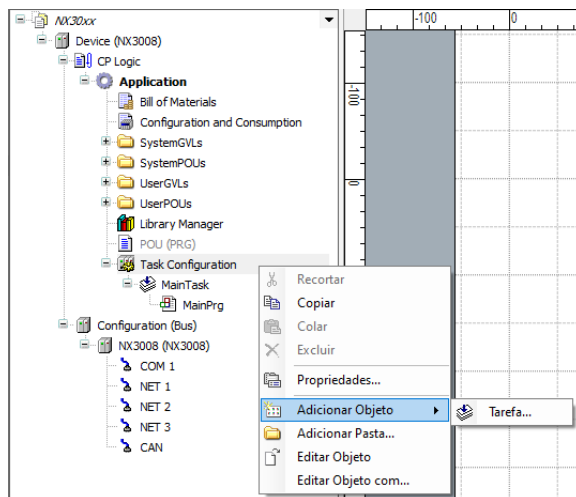 NX30xx
Device (NX3008)
CP Logic
Application
Bill of Materials
Configuration and Consumption
SystemGVLs
SystemPOUs
UserGVLs
UserPOUs
Library Manager
POU (PRG)
Task Configuration
MainTask
MainPrg
Configuration (Bus)
NX3008 (NX3008)
COM 1
NET 1
NET 2
NET 3
CAN
-100
0
-100
0
Recortar
Copiar
Colar
Excluir
Propriedades...
Adicionar Objeto
Tarefa...
Adicionar Pasta...
Editar Objeto
Editar Objeto com...